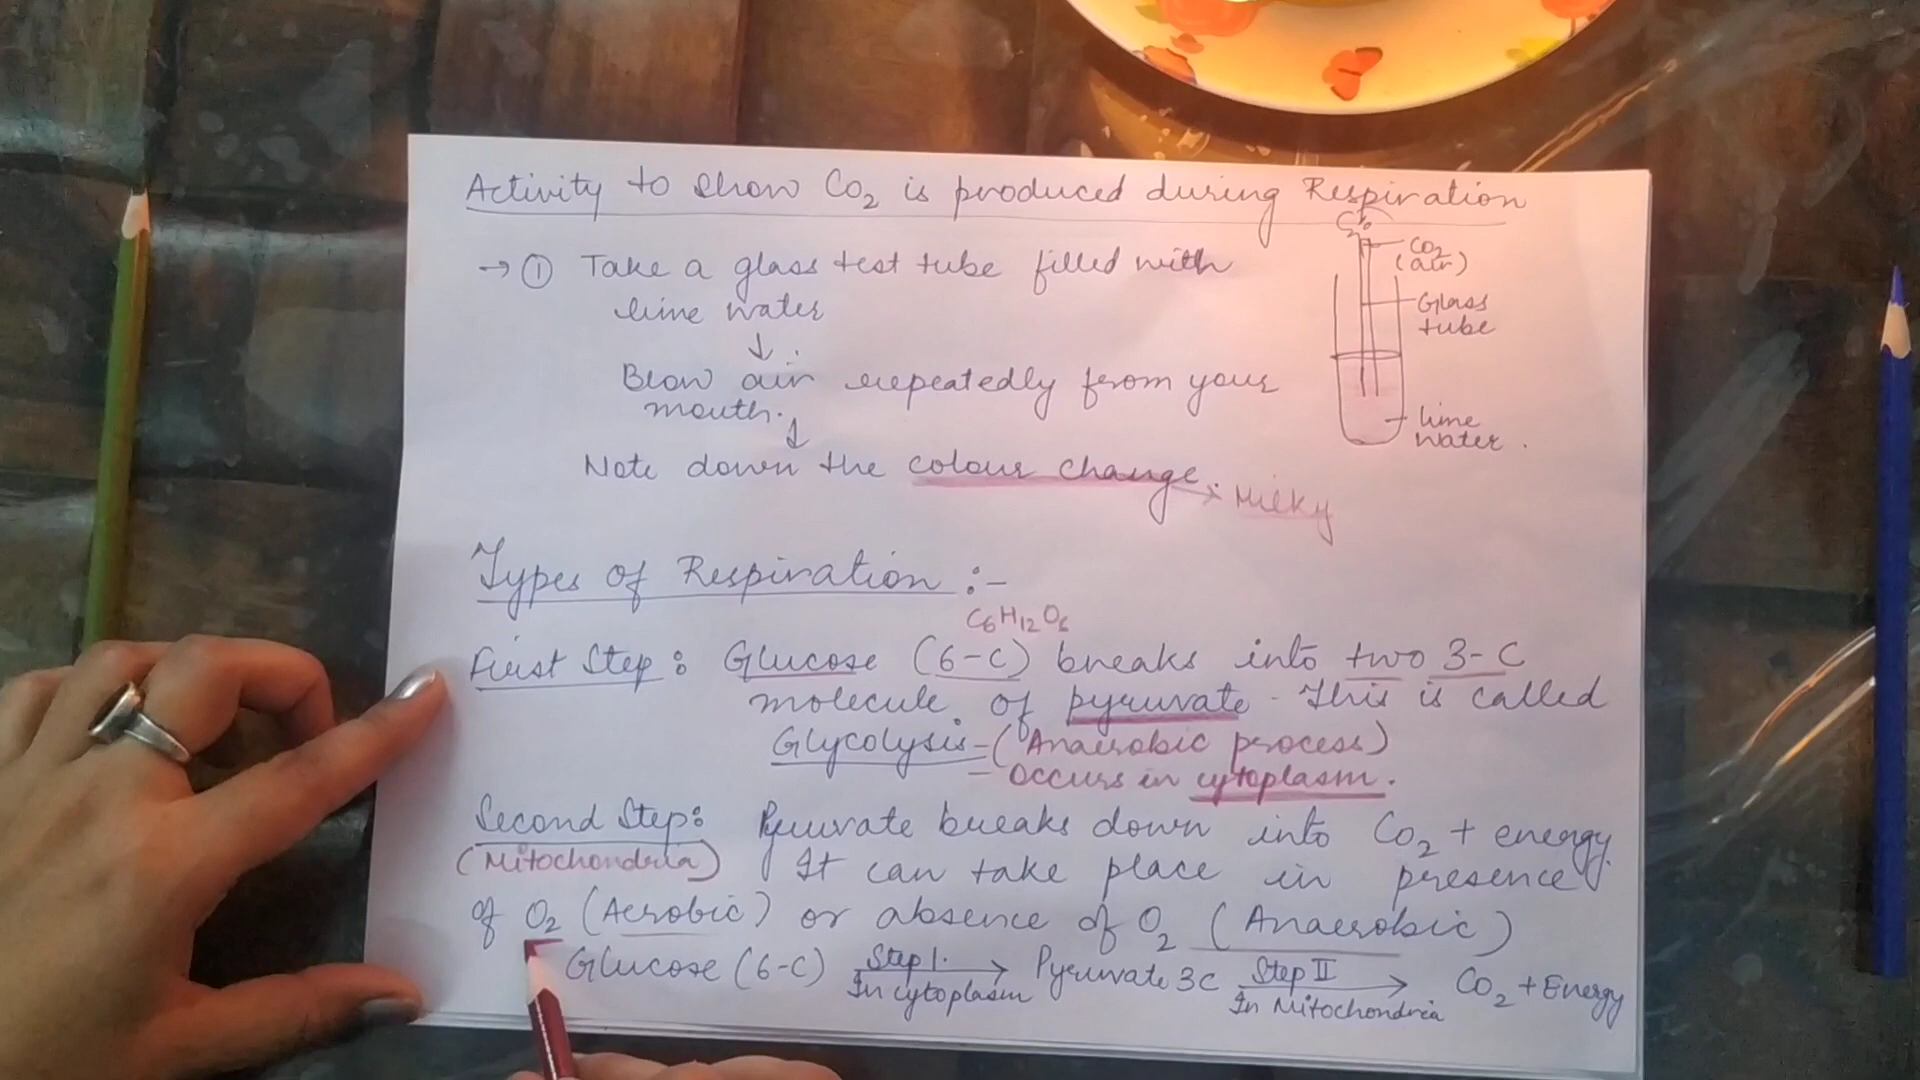 Activity to show CO2 is produced during Respiration
→ ① Take a glass test tube filled with
lime water
↓
Blow air repeatedly from your
mouth.
↓
Note down the colour change. → Milky
CO2
(air)
Glass
tube
lime
water.
Types of Respiration :-
C6H12O6
First Step: Glucose (6-C) breaks into two 3-C
molecule of pyruvate. This is called
Glycolysis - (Anaerobic process)
- Occurs in cytoplasm.
Second Step: Pyruvate breaks down into CO2 + energy.
(Mitochondria) It can take place in presence
of O2 (Aerobic) or absence of O2 (Anaerobic)
Glucose (6-C) Step I. In cytoplasm → Pyruvate 3C Step II In Mitochondria → CO2 + Energy